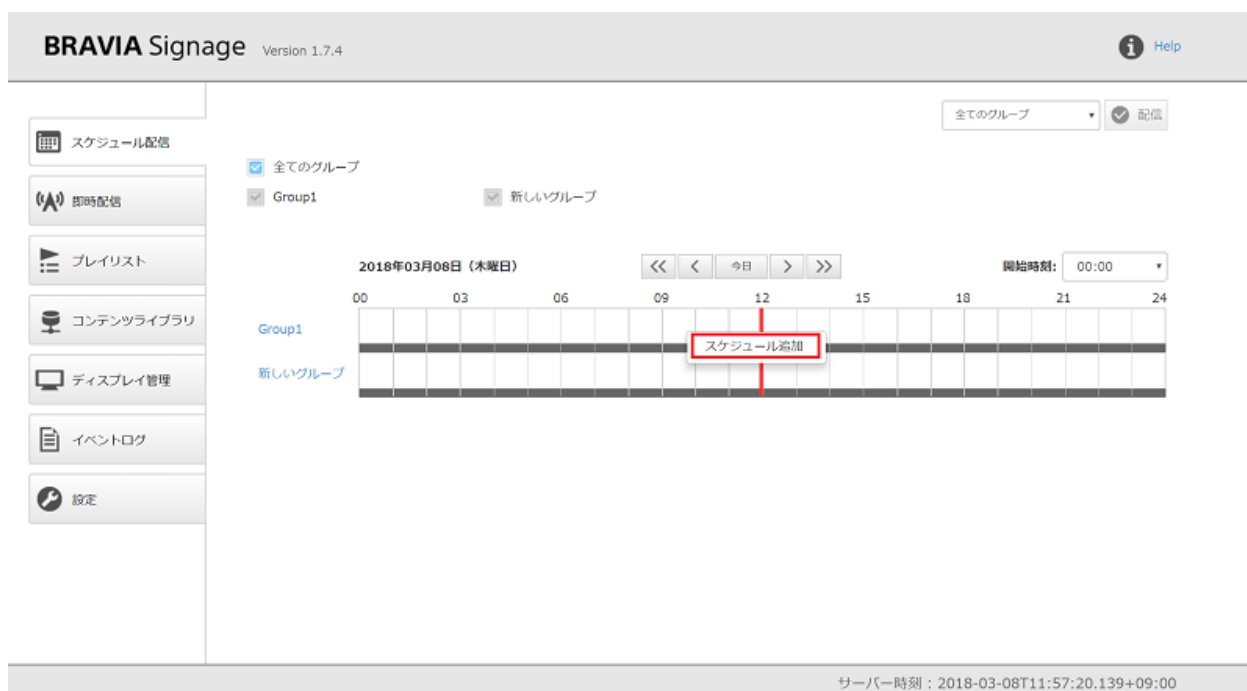 BRAVIA Signage Version 1.7.4
Help
全てのグループ 配信
スケジュール配信
即時配信
プレイリスト
コンテンツライブラリ
ディスプレイ管理
イベントログ
設定
全てのグループ
Group1 新しいグループ
2018年03月08日（木曜日） 今日 開始時刻: 00:00
00 03 06 09 12 15 18 21 24
Group1
スケジュール追加
新しいグループ
サーバー時刻 : 2018-03-08T11:57:20.139+09:00